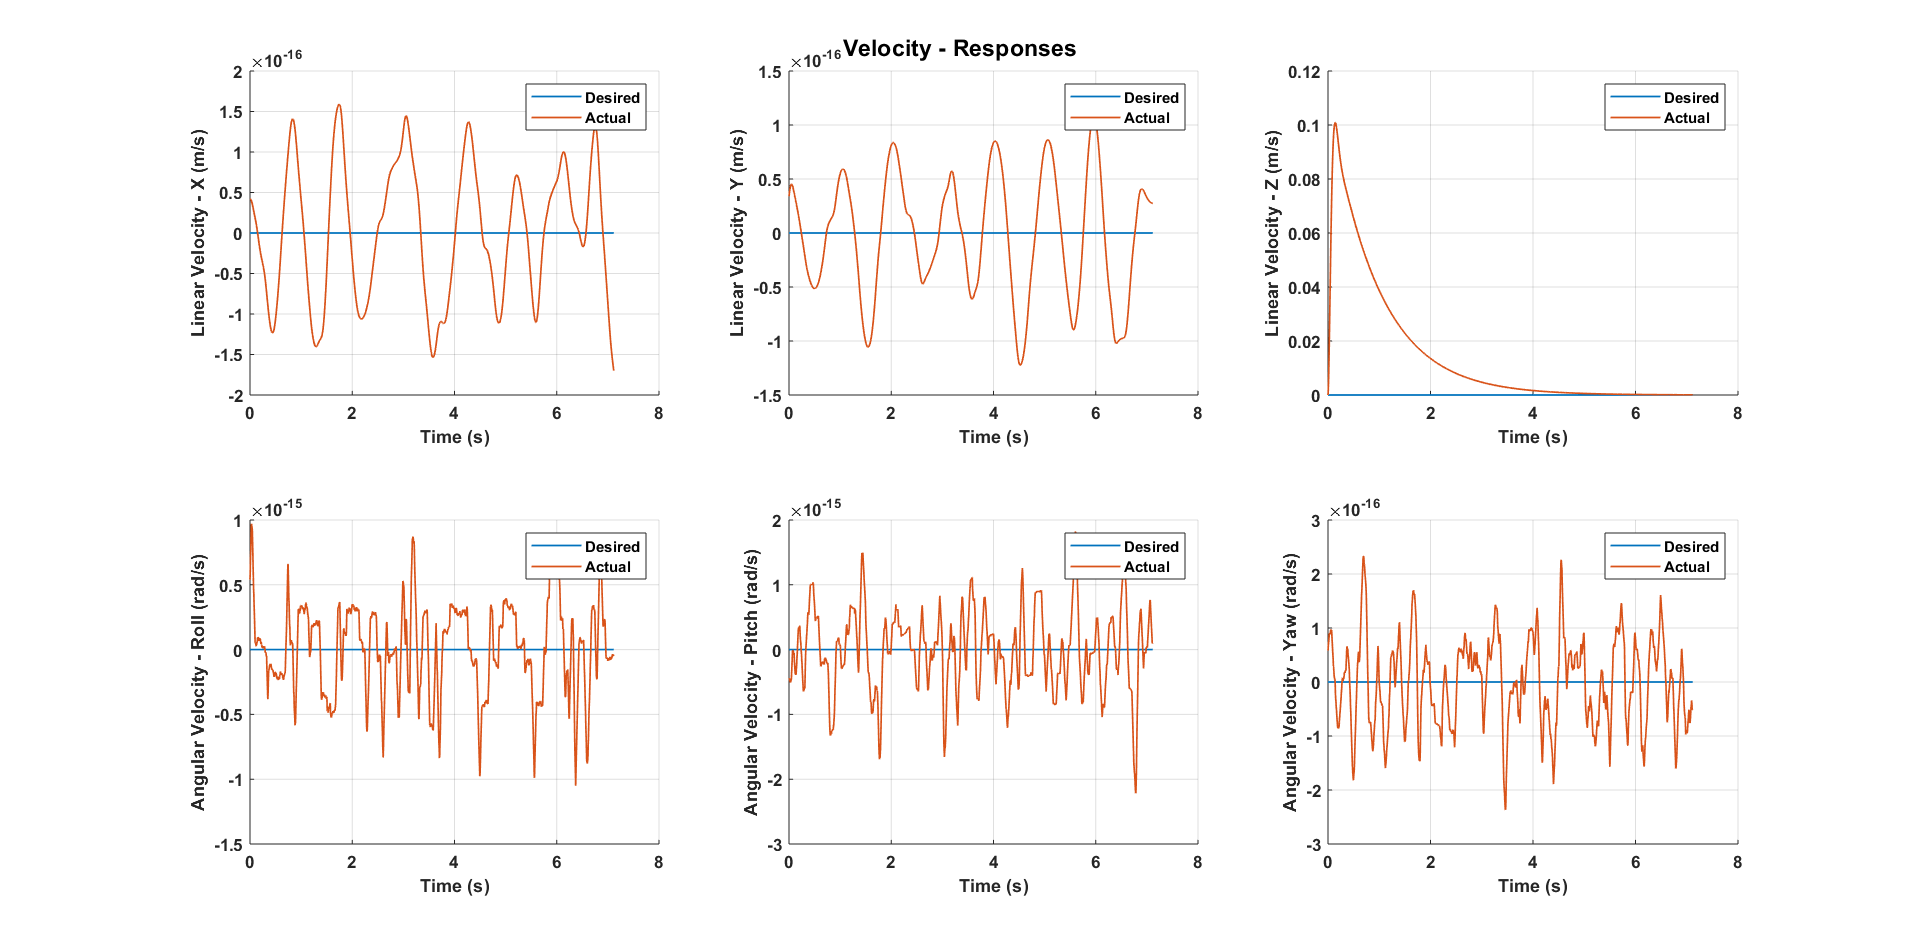 Velocity - Responses
×10-16
2
1.5
1
0.5
0
-0.5
-1
-1.5
-2
0 2 4 6 8
Linear Velocity - X (m/s)
Time (s)
Desired
Actual
×10-16
1.5
1
0.5
0
-0.5
-1
-1.5
0 2 4 6 8
Linear Velocity - Y (m/s)
Time (s)
Desired
Actual
0.12
0.1
0.08
0.06
0.04
0.02
0
0 2 4 6 8
Linear Velocity - Z (m/s)
Time (s)
Desired
Actual
×10-15
1
0.5
0
-0.5
-1
-1.5
0 2 4 6 8
Angular Velocity - Roll (rad/s)
Time (s)
Desired
Actual
×10-15
2
1
0
-1
-2
-3
0 2 4 6 8
Angular Velocity - Pitch (rad/s)
Time (s)
Desired
Actual
×10-16
3
2
1
0
-1
-2
-3
0 2 4 6 8
Angular Velocity - Yaw (rad/s)
Time (s)
Desired
Actual